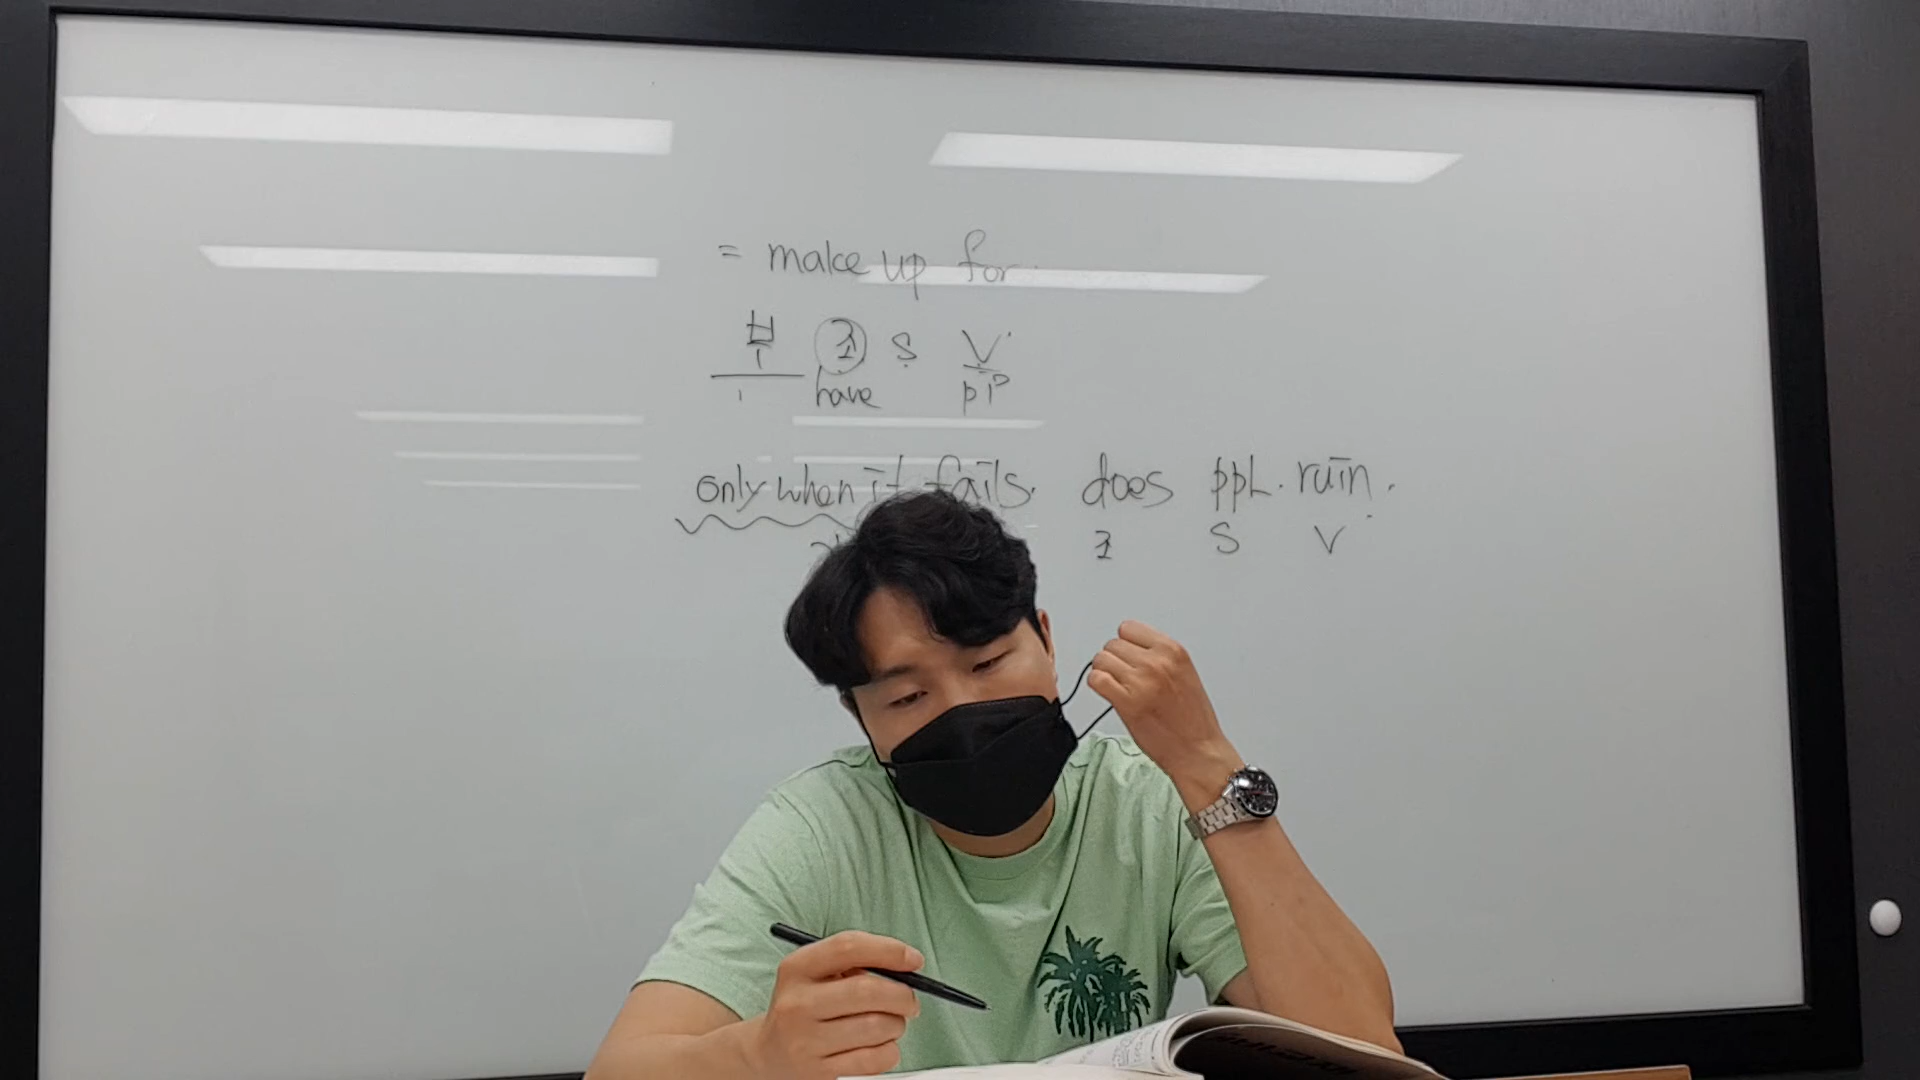 = make up for.
부 조 S V
have p.p
only when it fails. does ppl. ruin.
조 S V